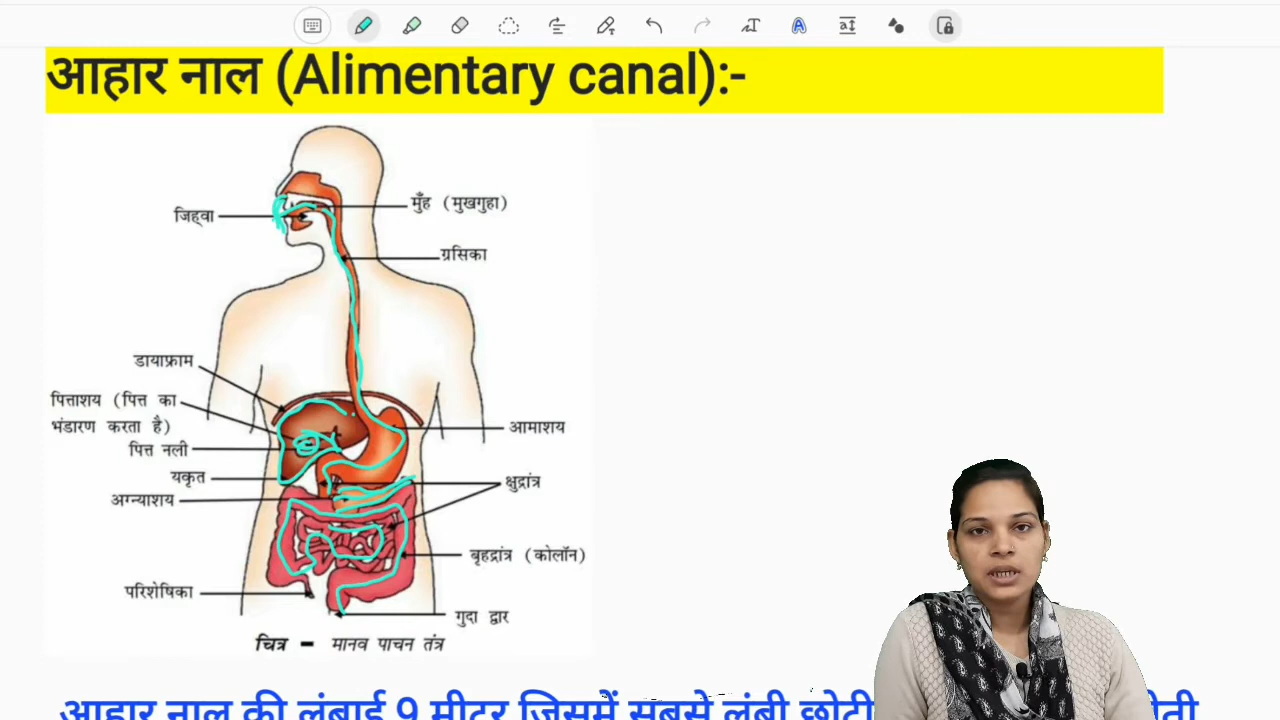 आहार नाल (Alimentary canal):-
जिह्वा
मुँह (मुखगुहा)
ग्रसिका
डायाफ्राम
पित्ताशय (पित्त का
भंडारण करता है)
पित्त नली
यकृत
अग्न्याशय
आमाशय
क्षुद्रांत्र
बृहद्रांत्र (कोलॉन)
परिशेषिका
गुदा द्वार
चित्र – मानव पाचन तंत्र
आहार नाल की लंबाई 9 मीटर जिसमें सबसे लंबी छोटी